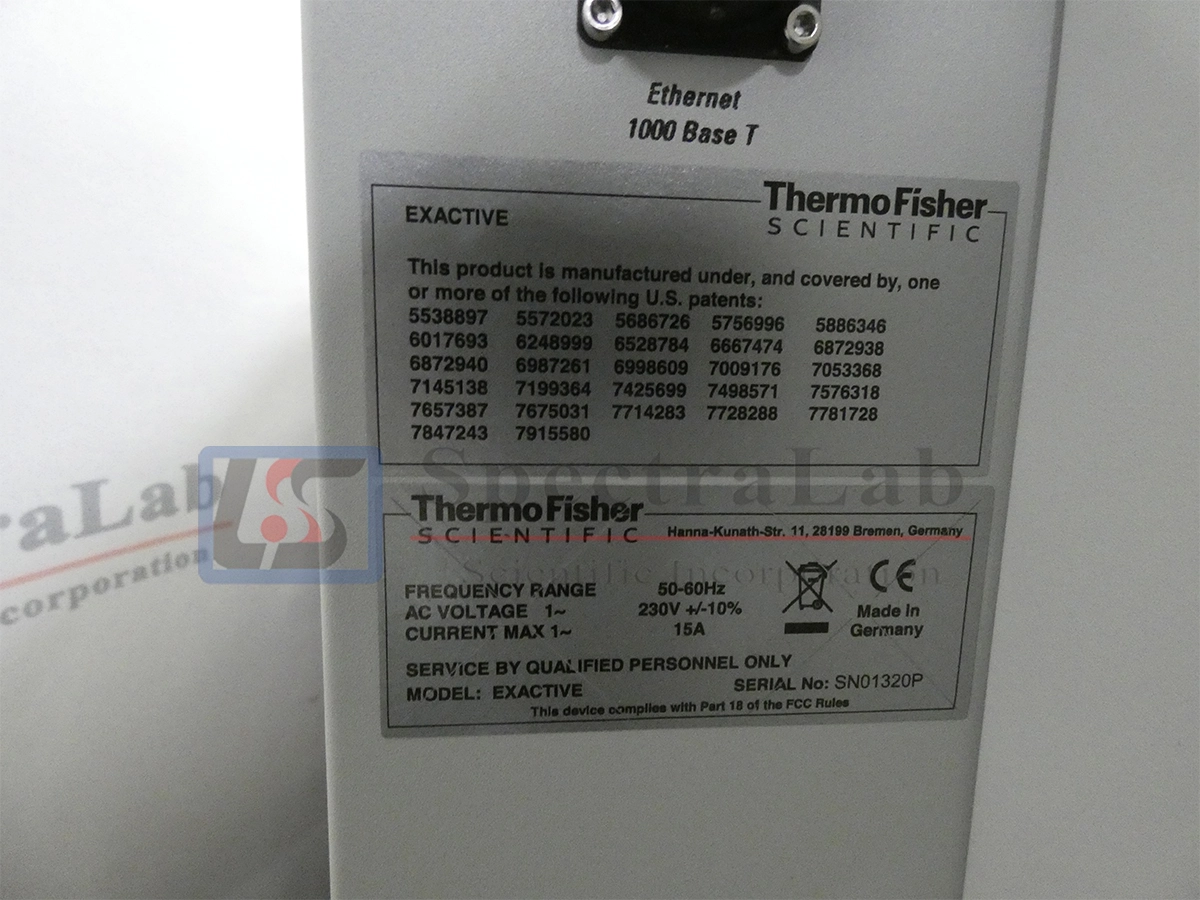 Ethernet
1000 Base T
ThermoFisher
SCIENTIFIC
EXACTIVE
This product is manufactured under, and covered by, one
or more of the following U.S. patents:
5538897 5572023 5686726 5756996 5886346
6017693 6248999 6528784 6667474 6872938
6872940 6987261 6998609 7009176 7053368
7145138 7199364 7425699 7498571 7576318
7657387 7675031 7714283 7728288 7781728
7847243 7915580
raLab
corporation
LS
SpectraLab
Scientific Incorporation
ThermoFisher
SCIENTIFIC Hanna-Kunath-Str. 11, 28199 Bremen, Germany
FREQUENCY RANGE 50-60Hz
AC VOLTAGE 1~ 230V +/-10%
CURRENT MAX 1~ 15A
CE
Made in
Germany
SERVICE BY QUALIFIED PERSONNEL ONLY
MODEL: EXACTIVE SERIAL No: SN01320P
This device complies with Part 18 of the FCC Rules